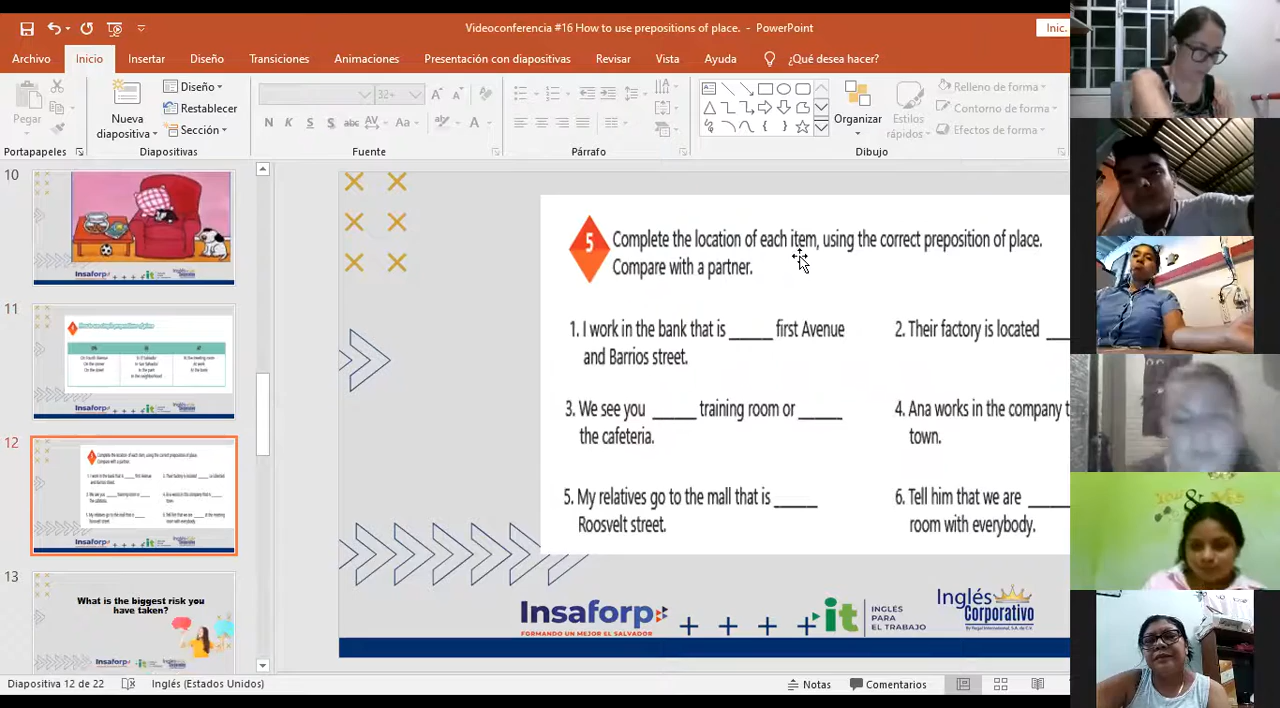 Videoconferencia #16 How to use prepositions of place. - PowerPoint
Inic.
Archivo Inicio Insertar Diseño Transiciones Animaciones Presentación con diapositivas Revisar Vista Ayuda ¿Qué desea hacer?
Pegar
Nueva diapositiva
Diseño
Restablecer
Sección
32+
N K S S abc AV Aa A
Organizar
Estilos rápidos
Relleno de forma
Contorno de forma
Efectos de forma
Portapapeles Diapositivas Fuente Párrafo Dibujo
10
11
12
13
What is the biggest risk you
have taken?
5
Complete the location of each item, using the correct preposition of place.
Compare with a partner.
1. I work in the bank that is _____ first Avenue
and Barrios street.
2. Their factory is located
3. We see you _____ training room or _____
the cafeteria.
4. Ana works in the company
town.
5. My relatives go to the mall that is _____
Roosvelt street.
6. Tell him that we are
room with everybody.
Insaforp
FORMANDO UN MEJOR EL SALVADOR
it
INGLES
PARA
EL TRABAJO
Inglés
Corporativo
Diapositiva 12 de 22 Inglés (Estados Unidos) Notas Comentarios